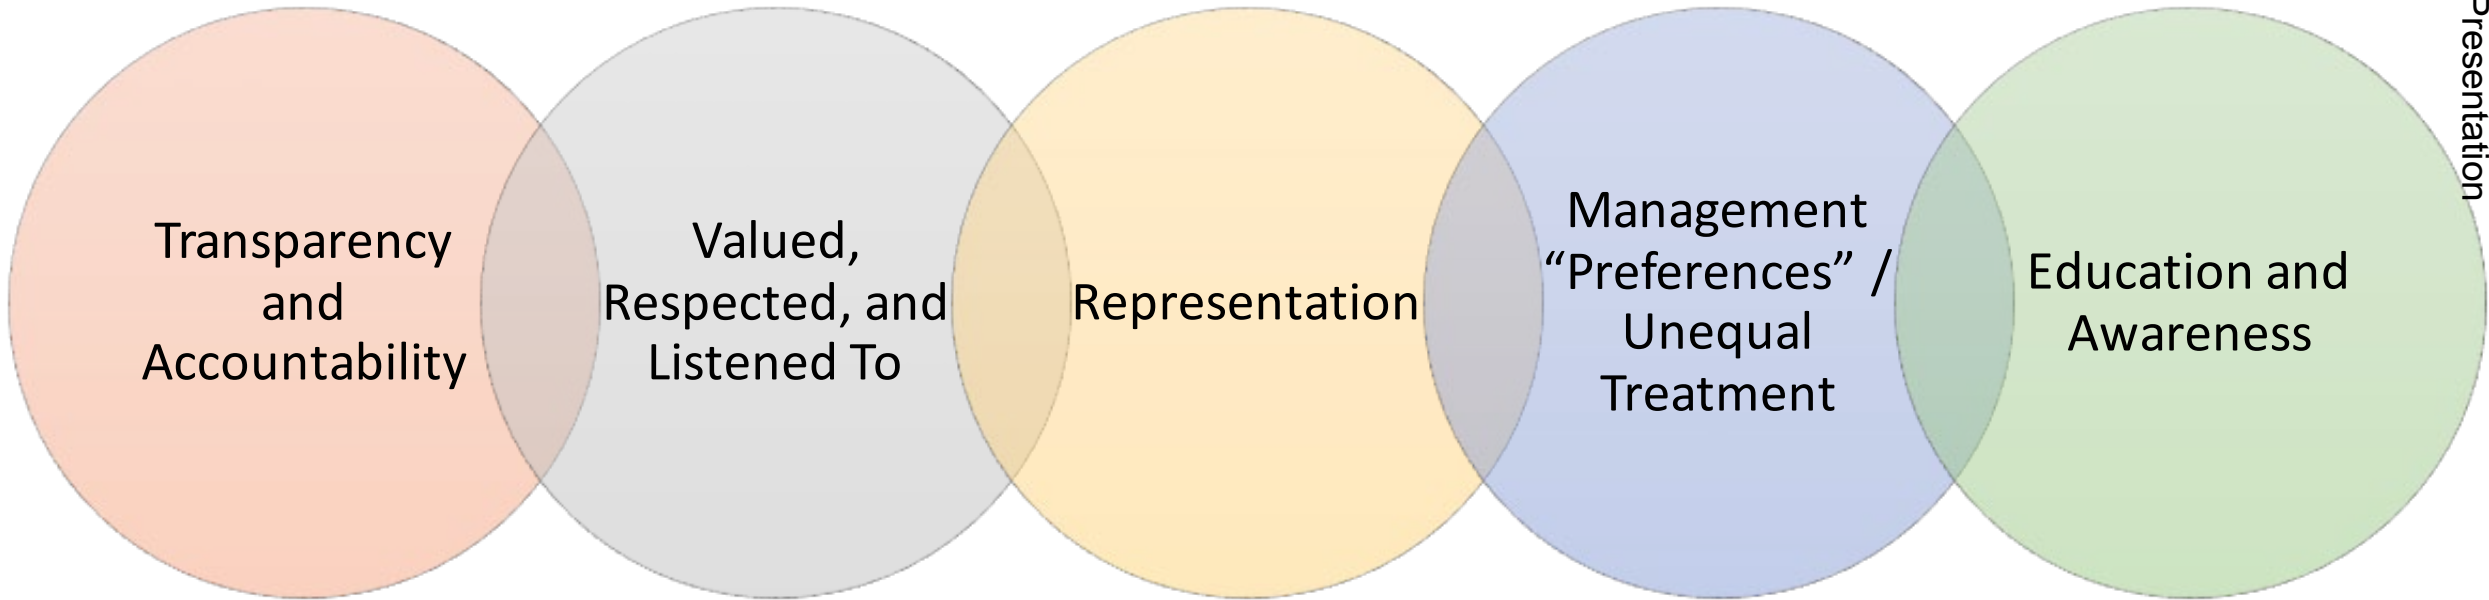 Transparency
and
Accountability
Valued,
Respected, and
Listened To
Representation
Management
“Preferences” /
Unequal
Treatment
Education and
Awareness
Presentation